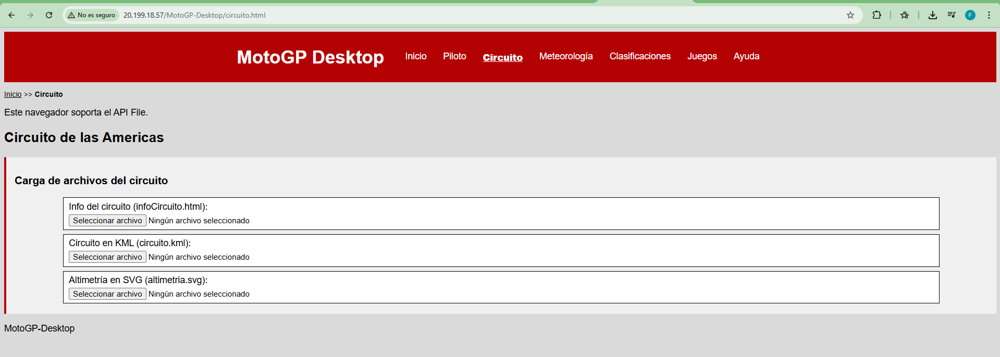 No es seguro 20.199.18.57/MotoGP-Desktop/circuito.html F
MotoGP Desktop Inicio Piloto Circuito Meteorología Clasificaciones Juegos Ayuda
Inicio >> Circuito
Este navegador soporta el API File.
Circuito de las Americas
Carga de archivos del circuito
Info del circuito (infoCircuito.html):
Seleccionar archivo Ningún archivo seleccionado
Circuito en KML (circuito.kml):
Seleccionar archivo Ningún archivo seleccionado
Altimetría en SVG (altimetria.svg):
Seleccionar archivo Ningún archivo seleccionado
MotoGP-Desktop